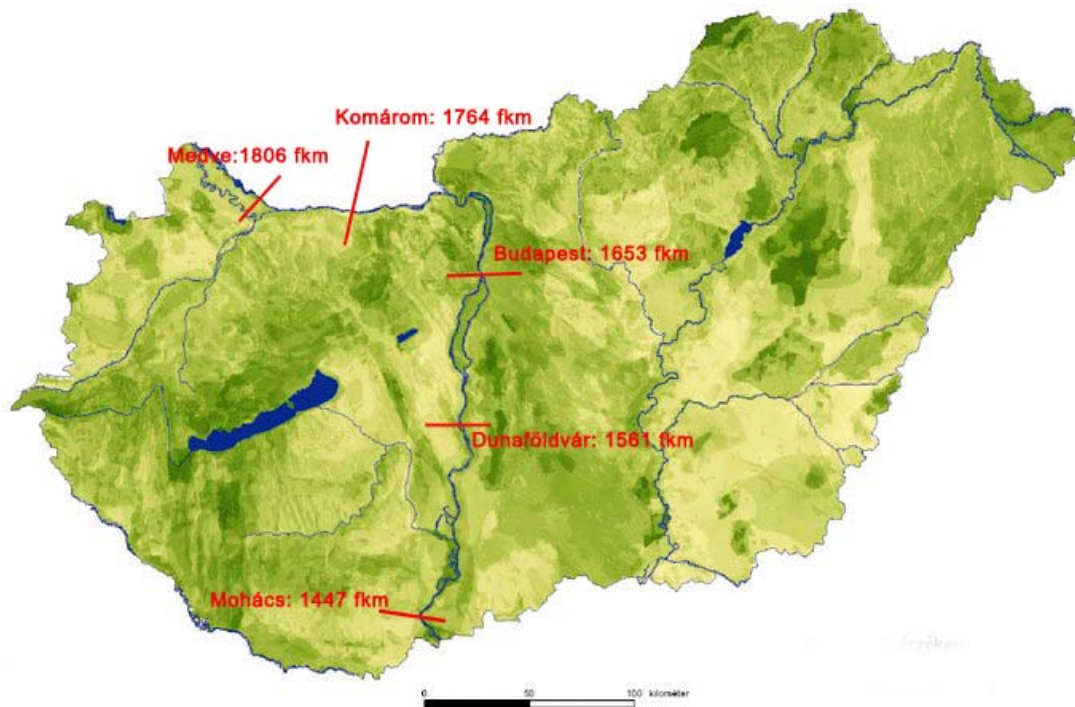 Komárom: 1764 fkm
Medve:1806 fkm
Budapest: 1653 fkm
Dunaföldvár: 1561 fkm
Mohács: 1447 fkm
0 50 100 kilométer